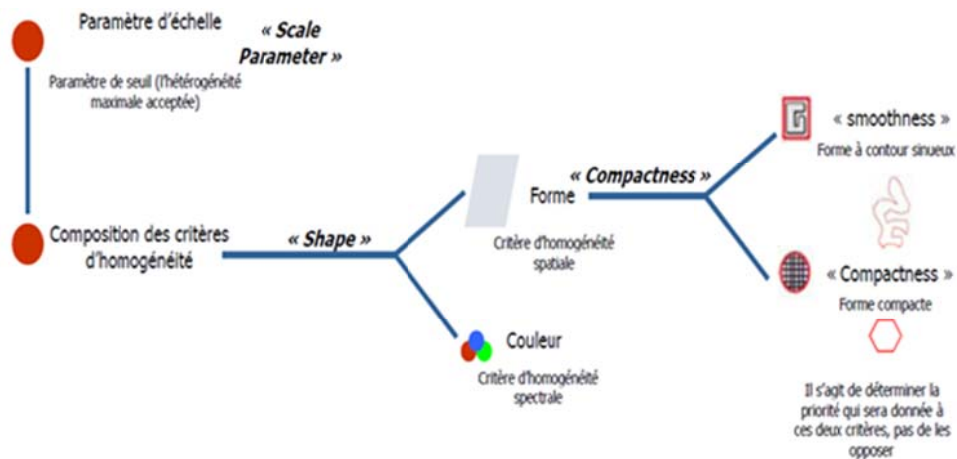 Paramètre d'échelle
« Scale
Parameter »
Paramètre de seuil (l'hétérogénéité
maximale acceptée)
Composition des critères
d'homogénéité
« Shape »
Forme
Critère d'homogénéité
spatiale
Couleur
Critère d'homogénéité
spectrale
« Compactness »
« smoothness »
Forme à contour sinueux
« Compactness »
Forme compacte
Il s'agit de déterminer la
priorité qui sera donnée à
ces deux critères, pas de les
opposer